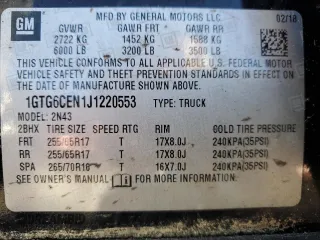 GM
MFD BY GENERAL MOTORS LLC
02/18
GVWR GAWR FRT GAWR RR
2722 KG 1452 KG 1588 KG
6000 LB 3200 LB 3500 LB
THIS VEHICLE CONFORMS TO ALL APPLICABLE U.S. FEDERAL MOTOR
VEHICLE SAFETY AND THEFT PREVENTION STANDARDS IN EFFECT ON
THE DATE OF MANUFACTURE SHOWN ABOVE.
1GTG6CEN1J1220553 TYPE: TRUCK
MODEL: 2N43
2BHX TIRE SIZE SPEED RTG RIM COLD TIRE PRESSURE
FRT 255/65R17 T 17X8.0J 240KPA(35PSI)
RR 255/65R17 T 17X8.0J 240KPA(35PSI)
SPA 265/70R16 T 16X7.0J 240KPA(35PSI)
SEE OWNER'S MANUAL FOR MORE INFORMATION